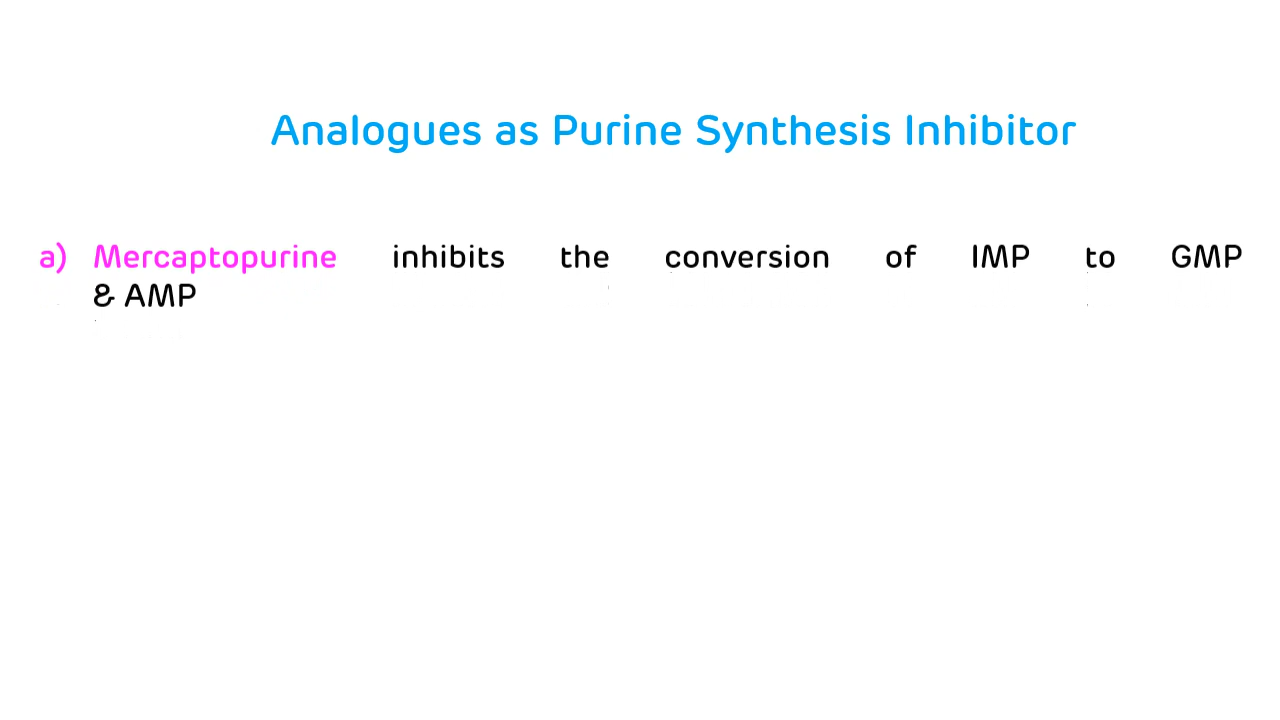 Analogues as Purine Synthesis Inhibitor
a) Mercaptopurine inhibits the conversion of IMP to GMP
& AMP